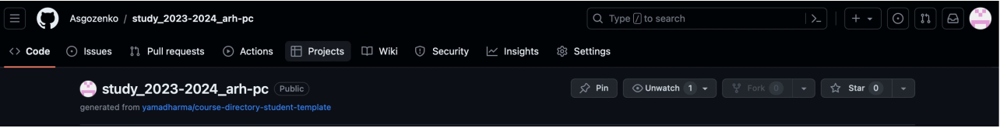 Asgozenko / study_2023-2024_arh-pc Type / to search >_ +
<> Code Issues Pull requests Actions Projects Wiki Security Insights Settings
study_2023-2024_arh-pc Public Pin Unwatch 1 Fork 0 Star 0
generated from yamadharma/course-directory-student-template